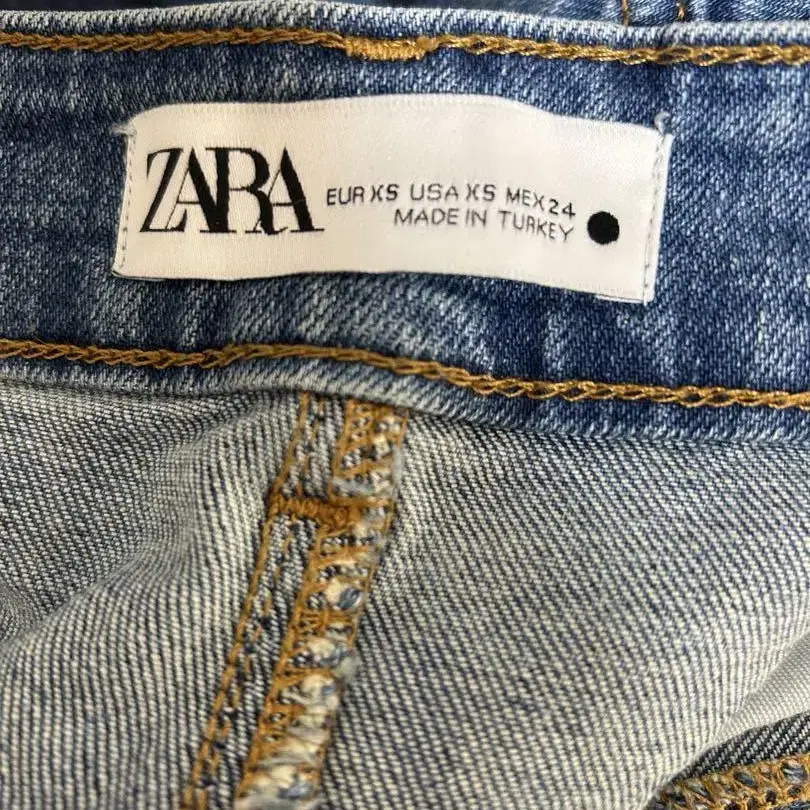 ZARA
EUR XS USA XS MEX 24
MADE IN TURKEY